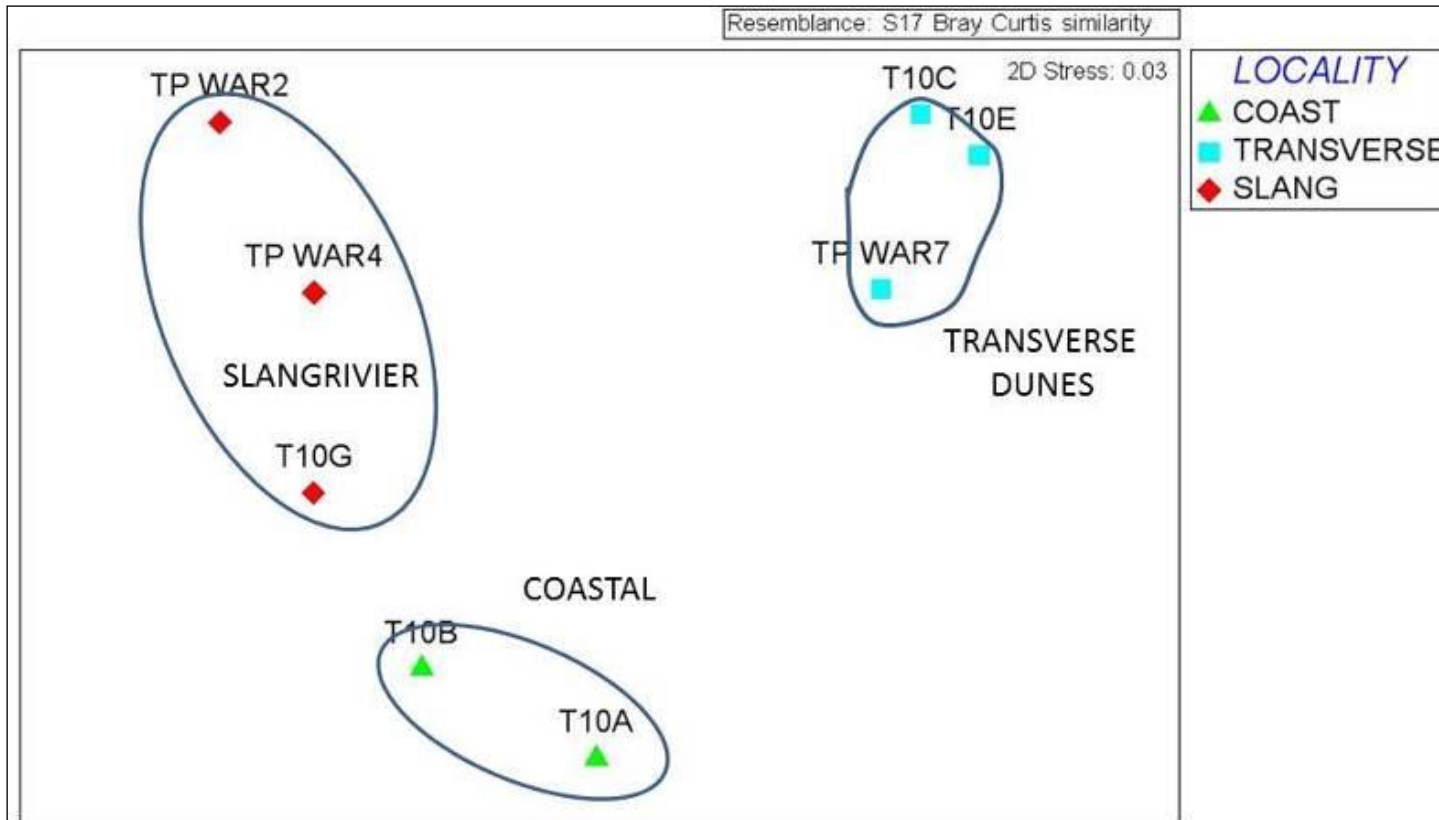 Resemblance: S17 Bray Curtis similarity
2D Stress: 0.03
LOCALITY
COAST
TRANSVERSE
SLANG
TP WAR2
T10C
T10E
TP WAR4
TP WAR7
SLANGRIVIER
TRANSVERSE
DUNES
T10G
COASTAL
T10B
T10A